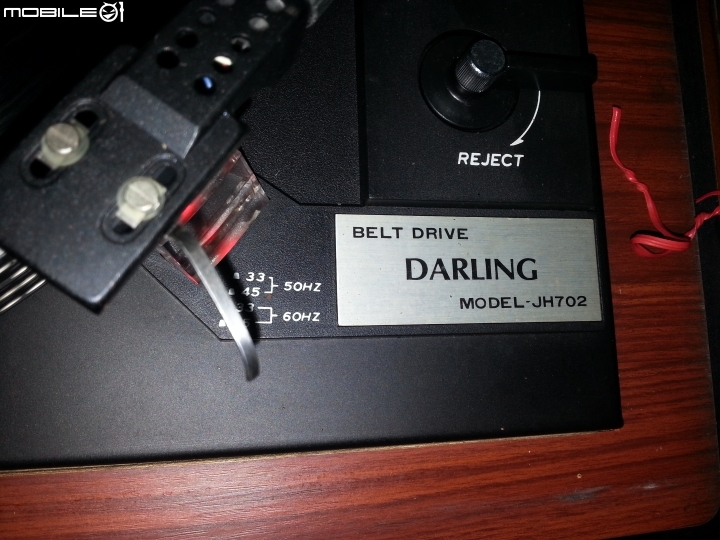 MOBILE01
REJECT
BELT DRIVE
DARLING
MODEL-JH702
33
45
50HZ
60HZ